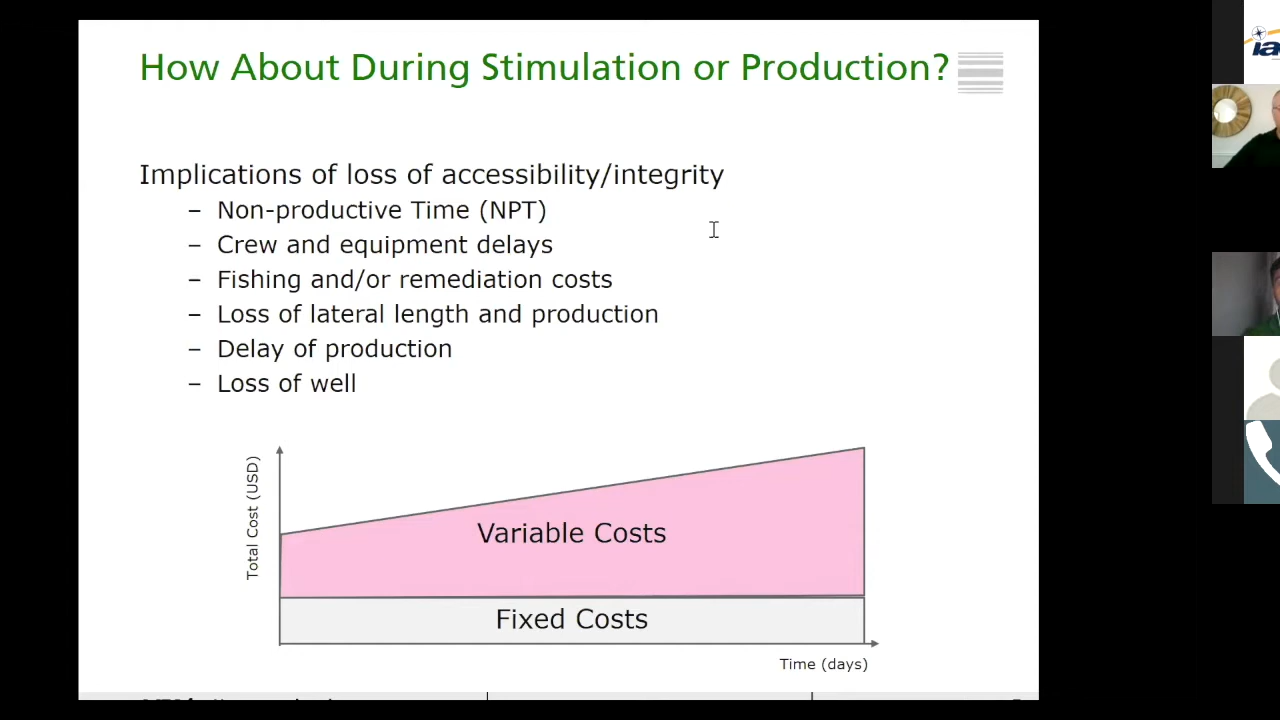 How About During Stimulation or Production?
Implications of loss of accessibility/integrity
– Non-productive Time (NPT)
– Crew and equipment delays
– Fishing and/or remediation costs
– Loss of lateral length and production
– Delay of production
– Loss of well
Total Cost (USD)
Variable Costs
Fixed Costs
Time (days)